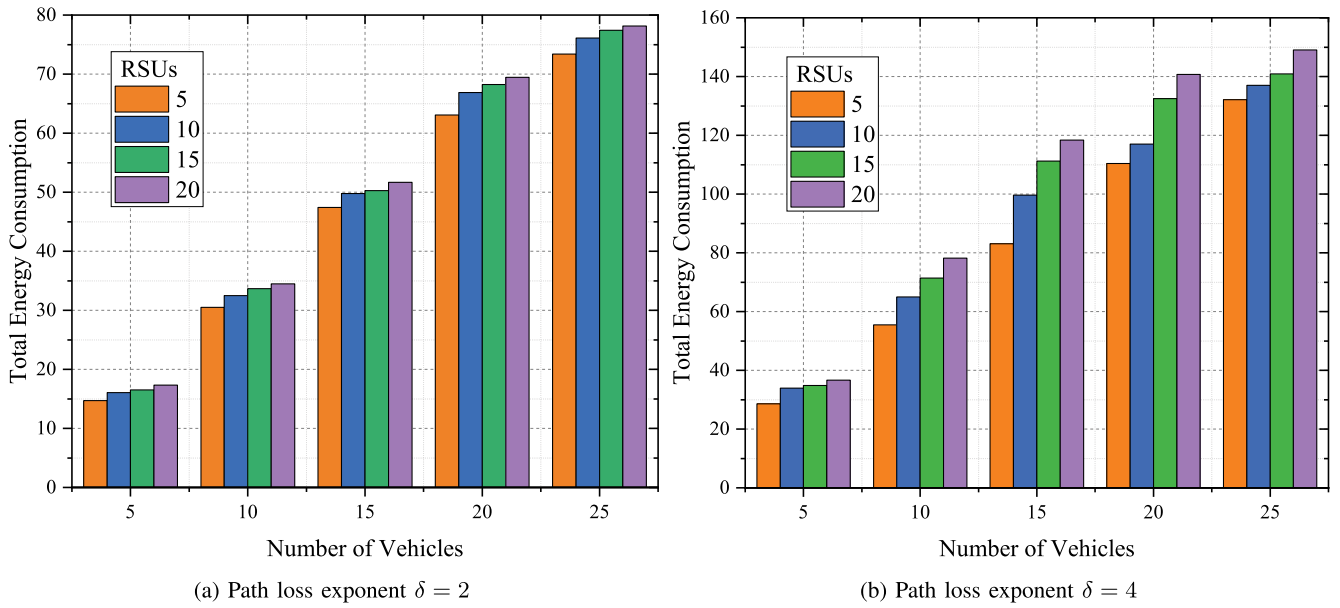 80
70
60
50
40
30
20
10
0
Total Energy Consumption
RSUs
5
10
15
20
5 10 15 20 25
Number of Vehicles
(a) Path loss exponent δ = 2
160
140
120
100
80
60
40
20
0
Total Energy Consumption
RSUs
5
10
15
20
5 10 15 20 25
Number of Vehicles
(b) Path loss exponent δ = 4